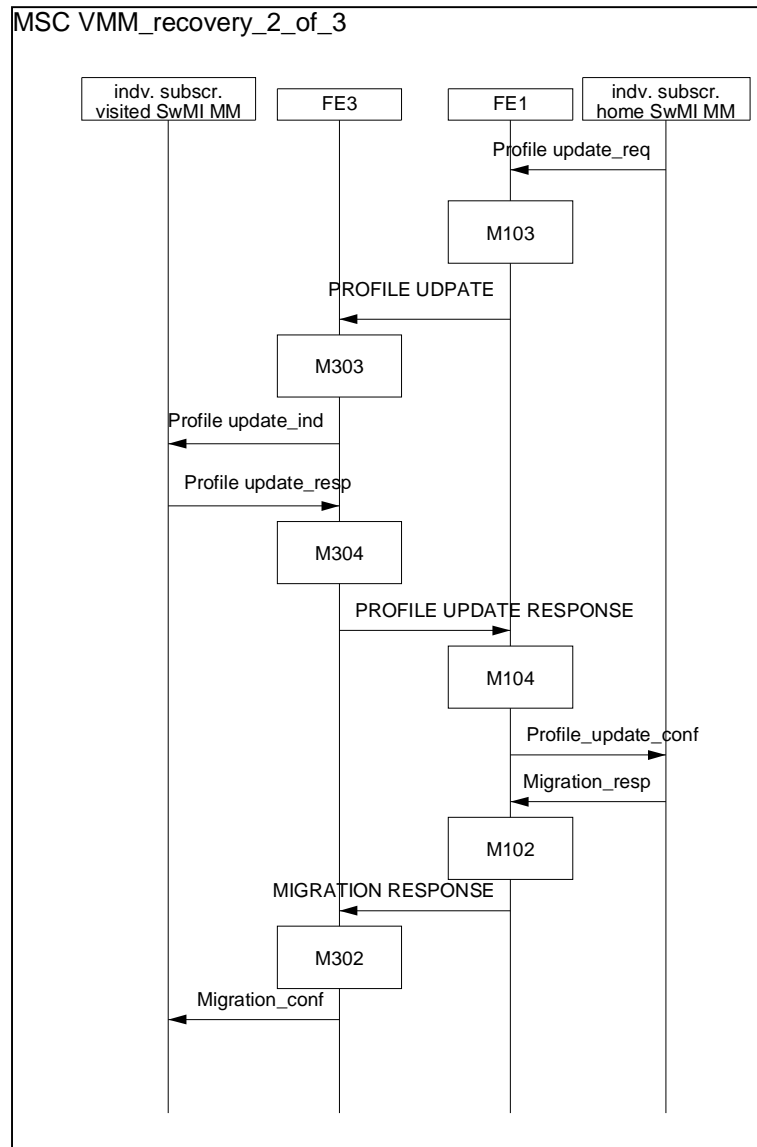 MSC VMM_recovery_2_of_3
indv. subscr.
visited SwMI MM
FE3
FE1
indv. subscr.
home SwMI MM
Profile update_req
M103
PROFILE UDPATE
M303
Profile update_ind
Profile update_resp
M304
PROFILE UPDATE RESPONSE
M104
Profile_update_conf
Migration_resp
M102
MIGRATION RESPONSE
M302
Migration_conf